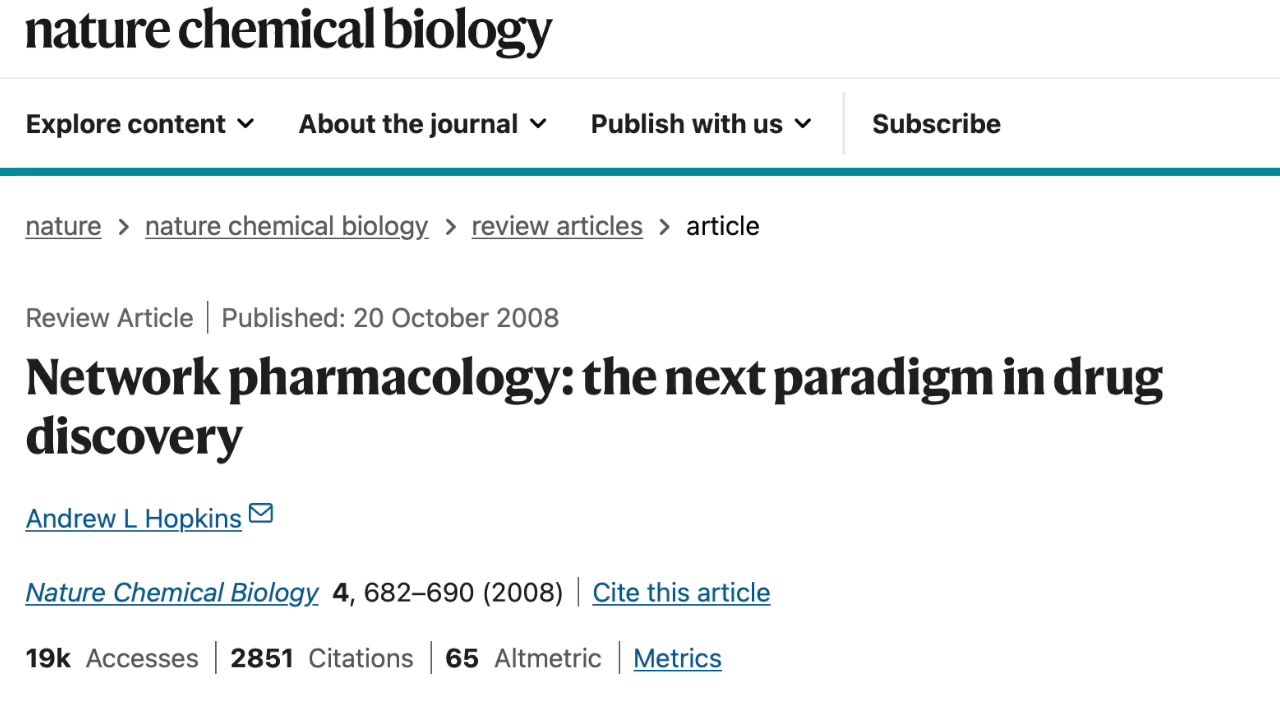 nature chemical biology
Explore content About the journal Publish with us Subscribe
nature > nature chemical biology > review articles > article
Review Article | Published: 20 October 2008
Network pharmacology: the next paradigm in drug
discovery
Andrew L Hopkins
Nature Chemical Biology 4, 682–690 (2008) | Cite this article
19k Accesses | 2851 Citations | 65 Altmetric | Metrics